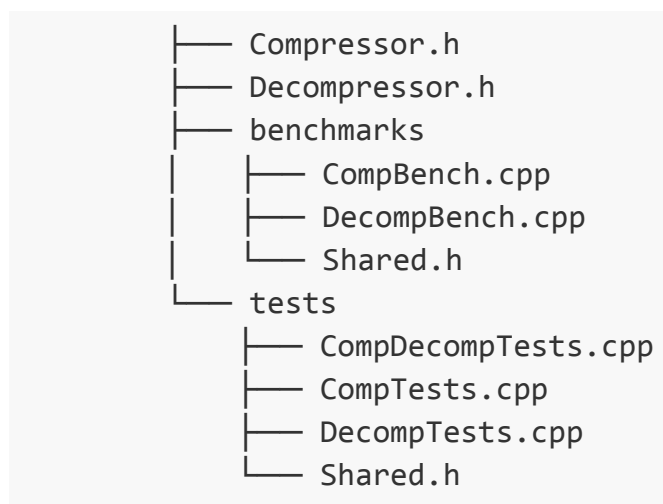 ├── Compressor.h
├── Decompressor.h
├── benchmarks
│   ├── CompBench.cpp
│   ├── DecompBench.cpp
│   └── Shared.h
└── tests
    ├── CompDecompTests.cpp
    ├── CompTests.cpp
    ├── DecompTests.cpp
    └── Shared.h